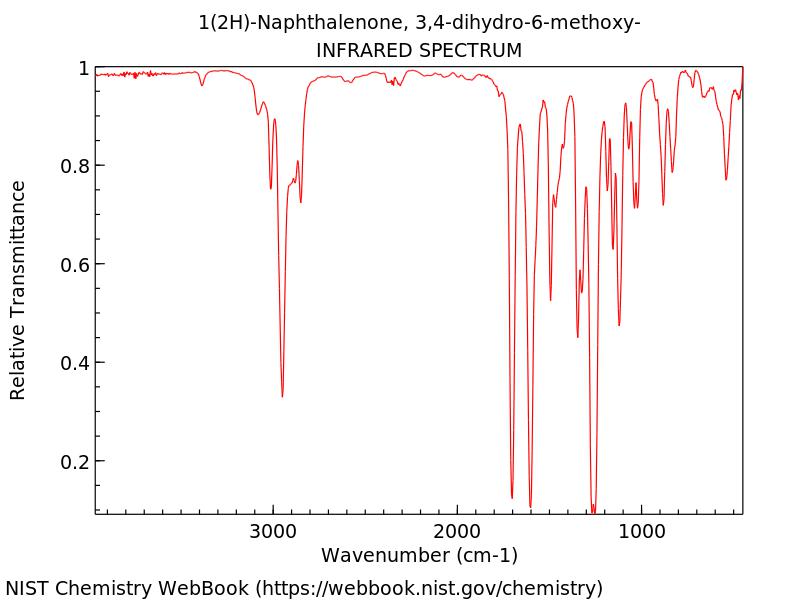 1(2H)-Naphthalenone, 3,4-dihydro-6-methoxy-
INFRARED SPECTRUM
1
0.8
0.6
0.4
0.2
Relative Transmittance
3000 2000 1000
Wavenumber (cm-1)
NIST Chemistry WebBook (https://webbook.nist.gov/chemistry)